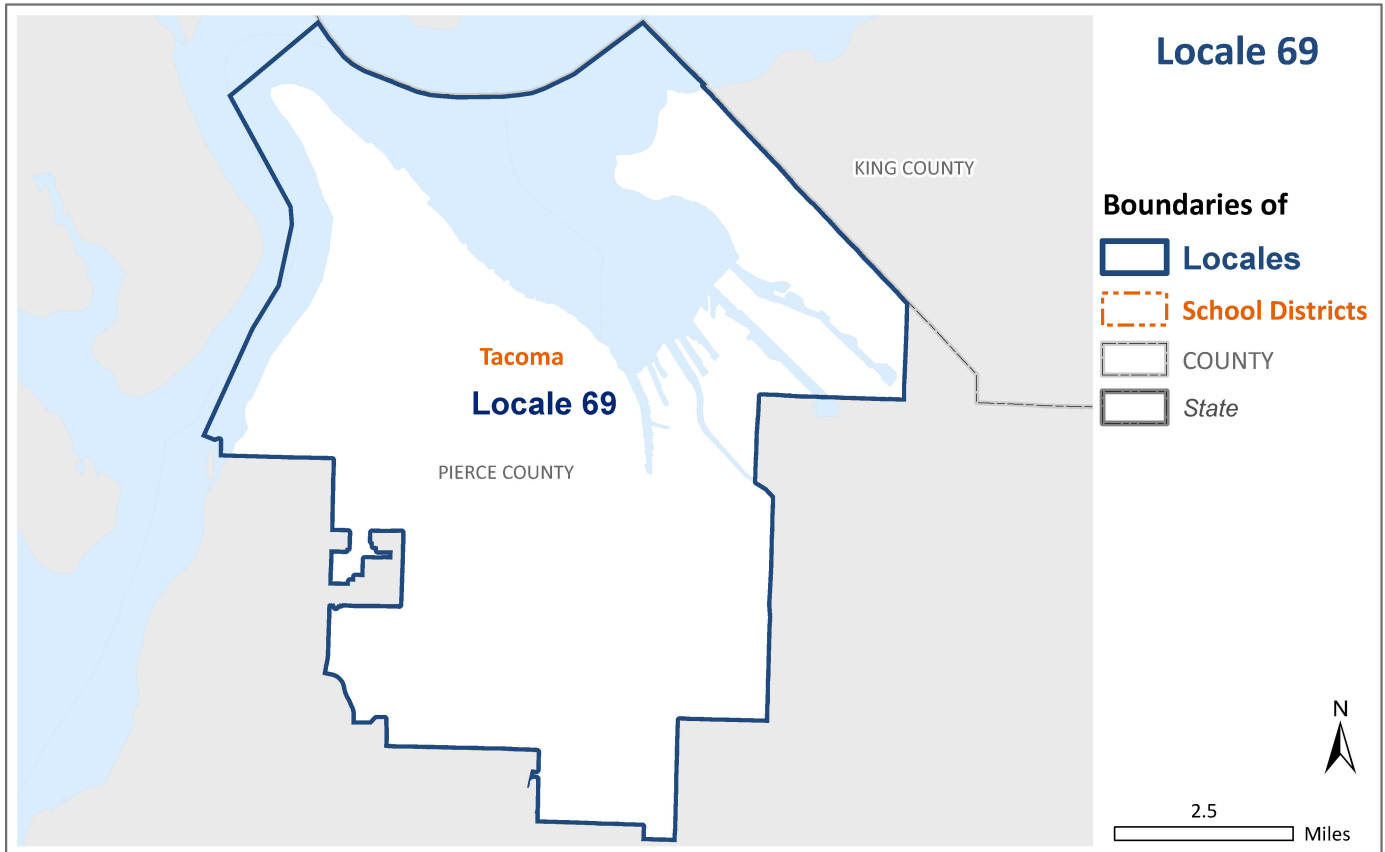 Locale 69
KING COUNTY
Boundaries of
Locales
School Districts
COUNTY
State
Tacoma
Locale 69
PIERCE COUNTY
N
2.5
Miles